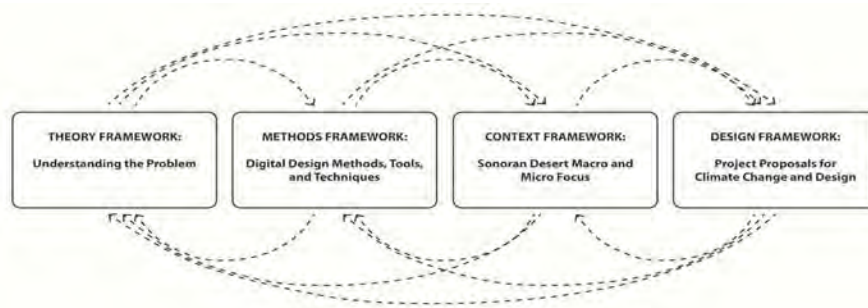 THEORY FRAMEWORK:
Understanding the Problem
METHODS FRAMEWORK:
Digital Design Methods, Tools,
and Techniques
CONTEXT FRAMEWORK:
Sonoran Desert Macro and
Micro Focus
DESIGN FRAMEWORK:
Project Proposals for
Climate Change and Design